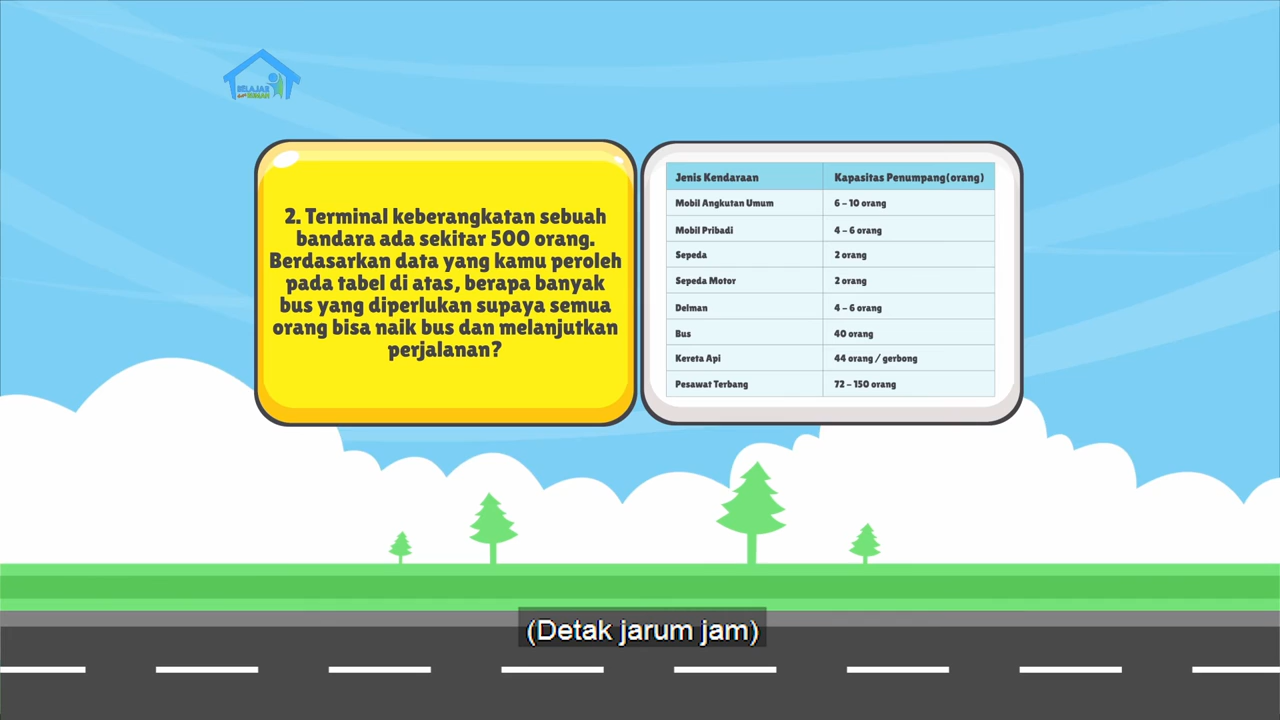 BELAJAR
dari RUMAH
2. Terminal keberangkatan sebuah
bandara ada sekitar 500 orang.
Berdasarkan data yang kamu peroleh
pada tabel di atas, berapa banyak
bus yang diperlukan supaya semua
orang bisa naik bus dan melanjutkan
perjalanan?
Jenis Kendaraan Kapasitas Penumpang(orang)
Mobil Angkutan Umum 6 – 10 orang
Mobil Pribadi 4 – 6 orang
Sepeda 2 orang
Sepeda Motor 2 orang
Delman 4 – 6 orang
Bus 40 orang
Kereta Api 44 orang / gerbong
Pesawat Terbang 72 – 150 orang
(Detak jarum jam)